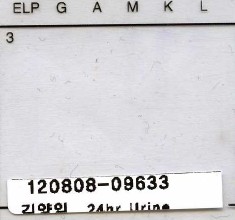 ELP G A M K L
3
120808-09633
24hr Urine